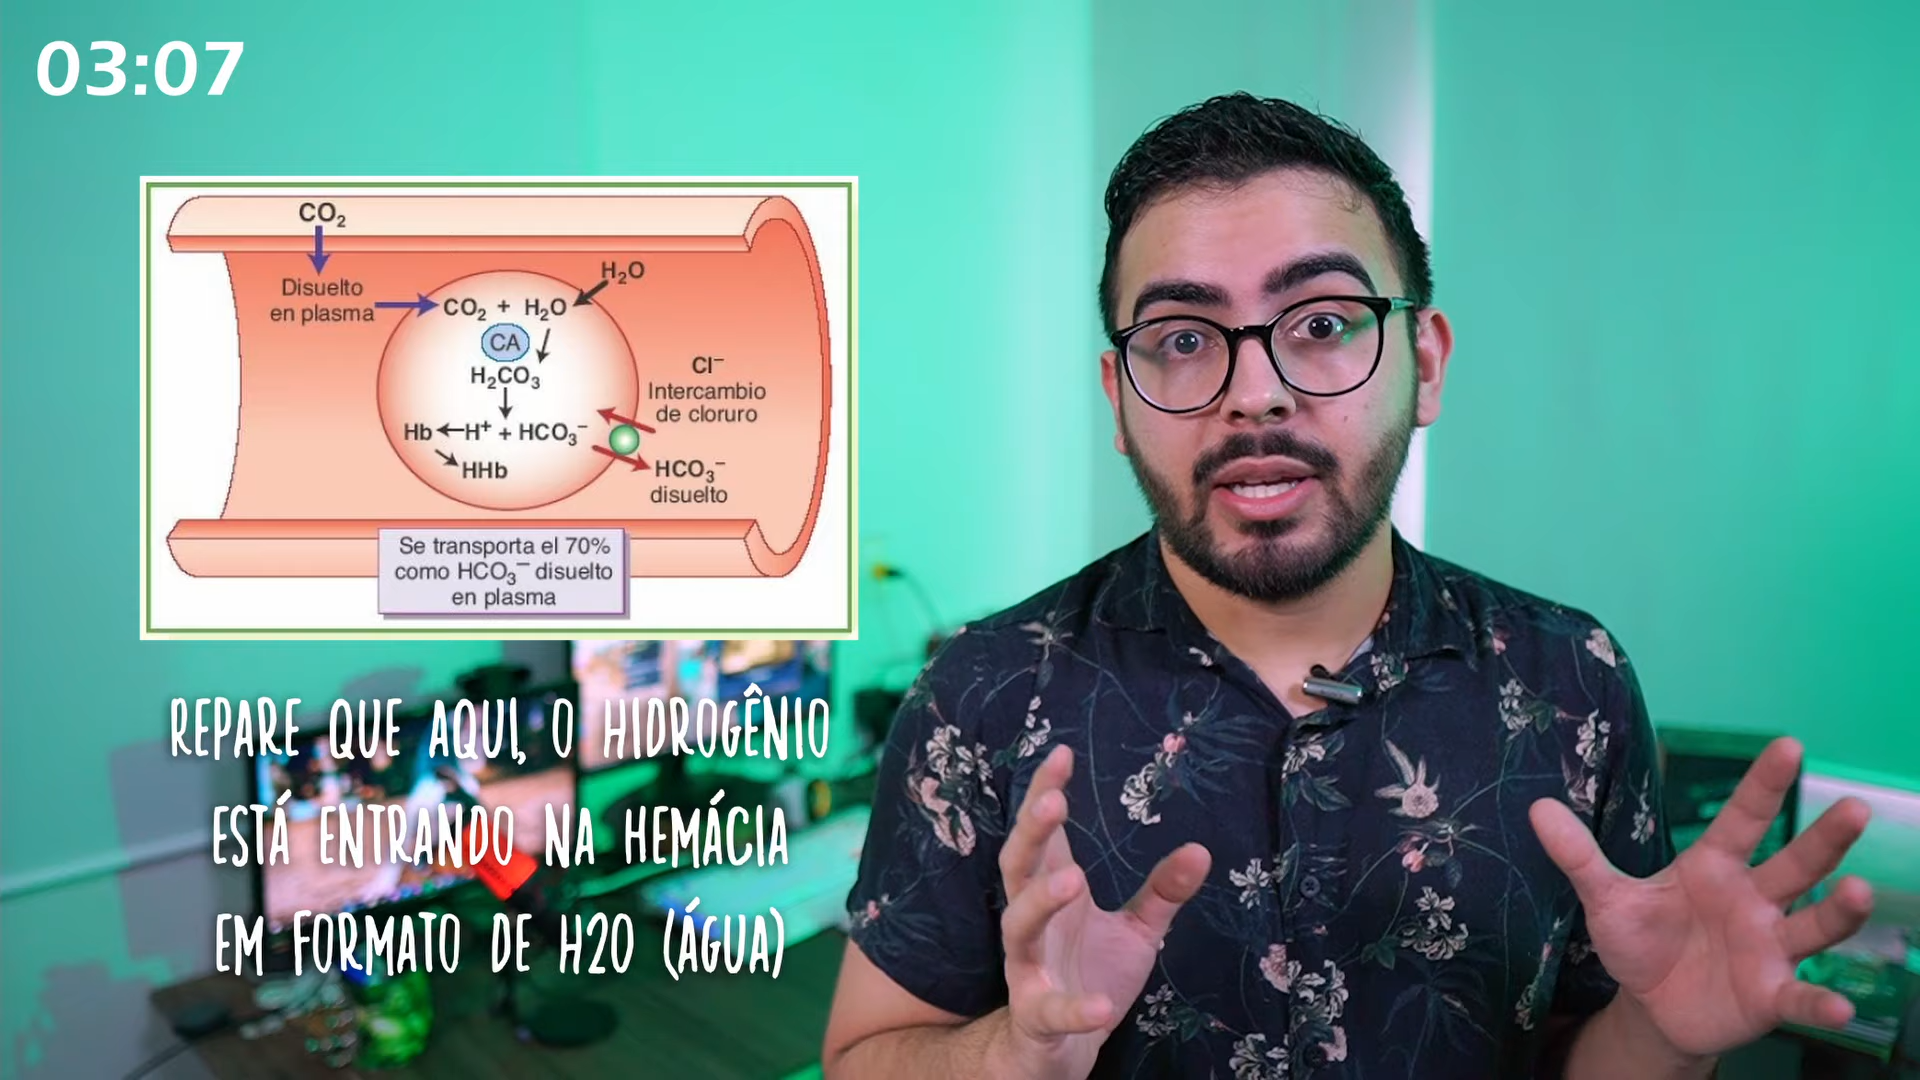 03:07
CO₂
Disuelto
en plasma
H₂O
CO₂ + H₂O
CA
H₂CO₃
Cl⁻
Intercambio
de cloruro
Hb H⁺ + HCO₃⁻
HHb
HCO₃⁻
disuelto
Se transporta el 70%
como HCO₃⁻ disuelto
en plasma
REPARE QUE AQUI, O HIDROGÊNIO
ESTÁ ENTRANDO NA HEMÁCIA
EM FORMATO DE H2O (ÁGUA)